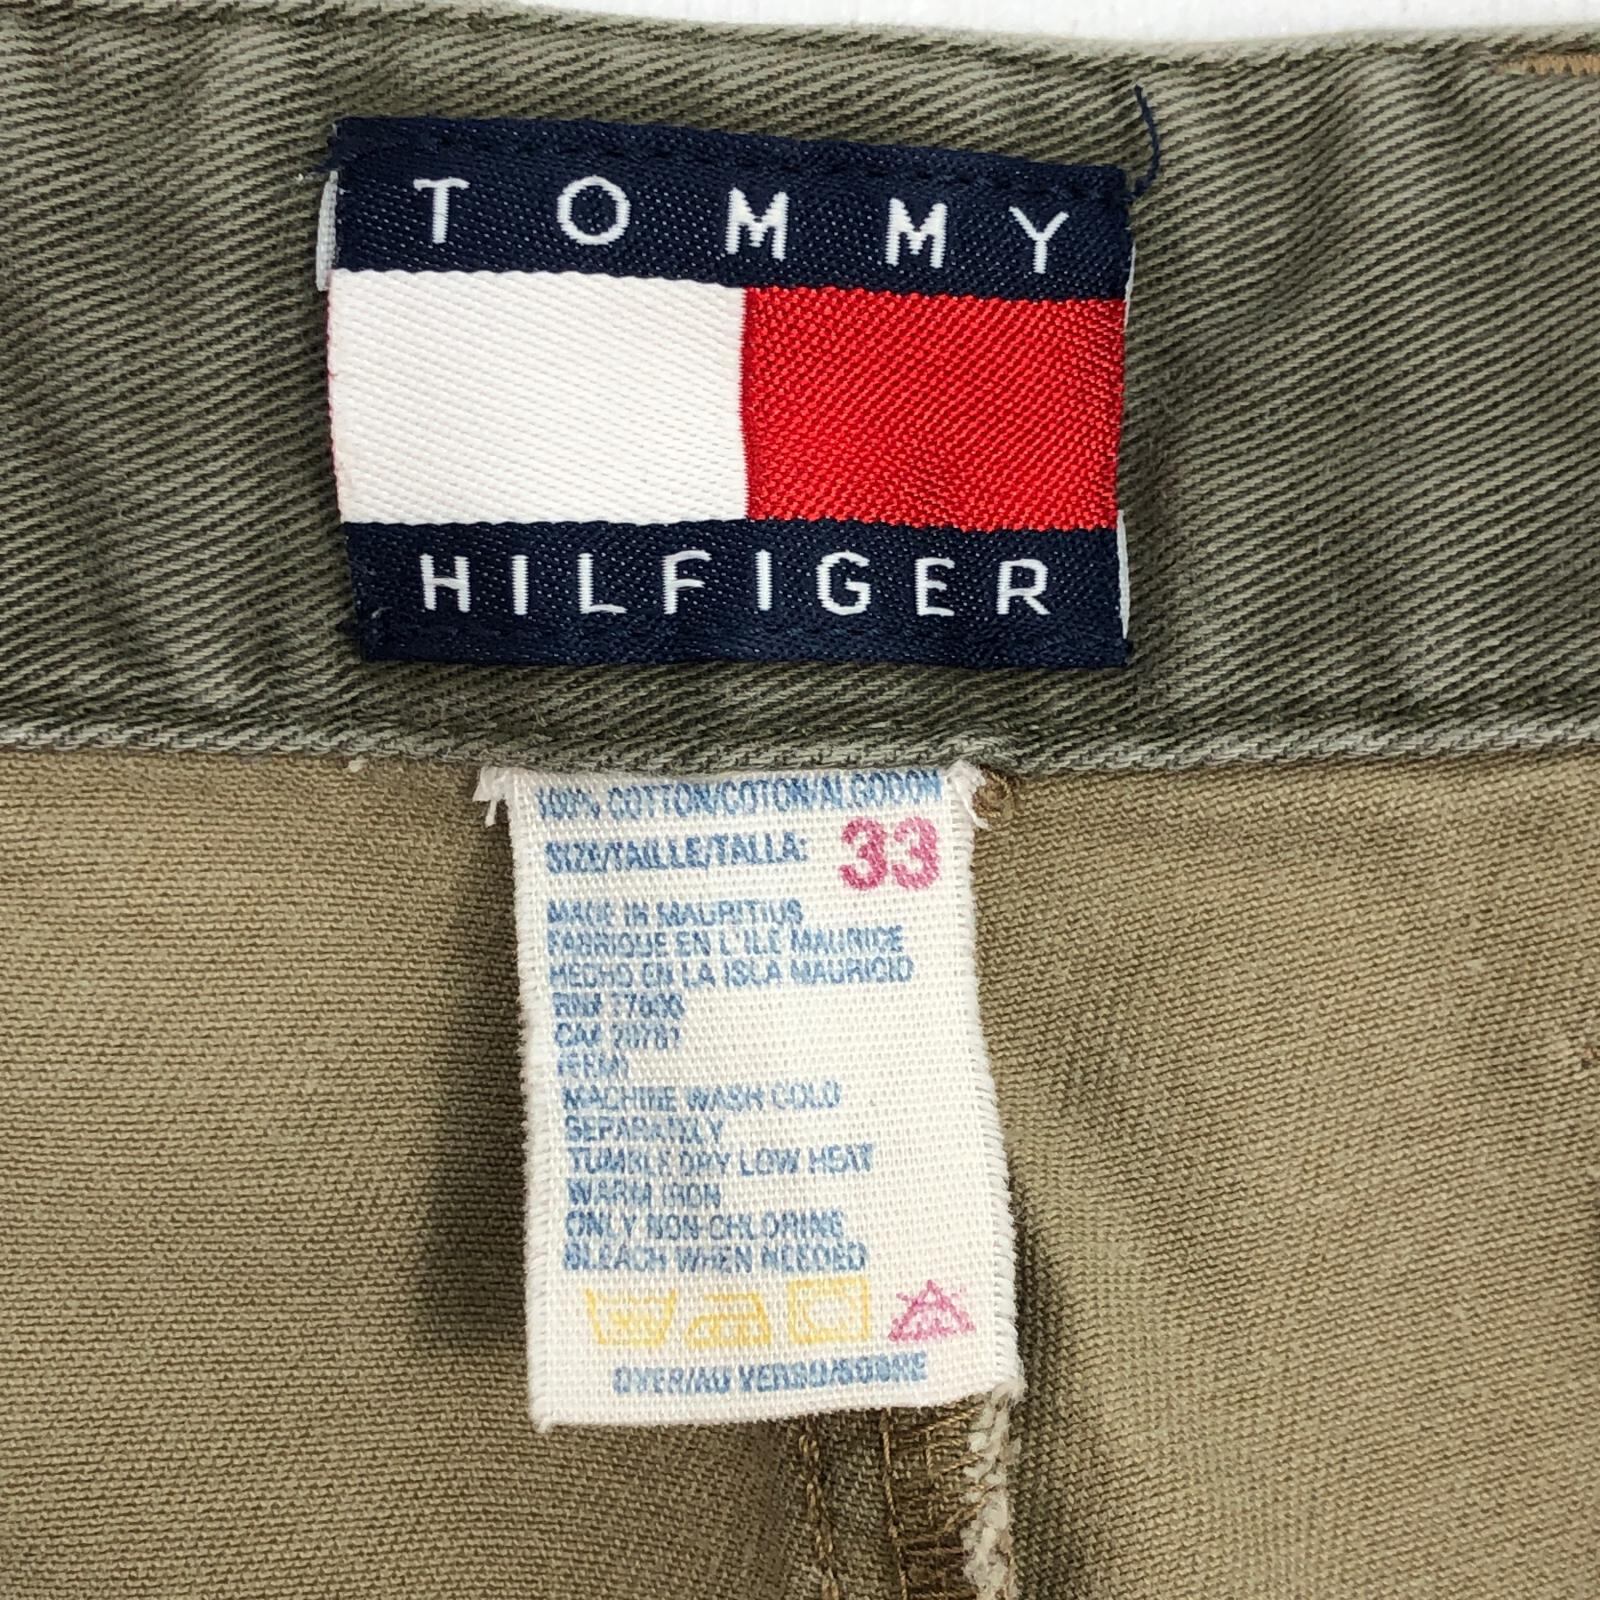 TOMMY
HILFIGER
100% COTTON/COTON/ALGODON
SIZE/TAILLE/TALLA: 33
MADE IN MAURITIUS
FABRIQUE EN L'ILE MAURICE
HECHO EN LA ISLA MAURICIO
RN#
CA#
MACHINE WASH COLD
SEPARATELY
TUMBLE DRY LOW HEAT
WARM IRON
ONLY NON-CHLORINE
BLEACH WHEN NEEDED
OVER/AU VERSO/SOBRE